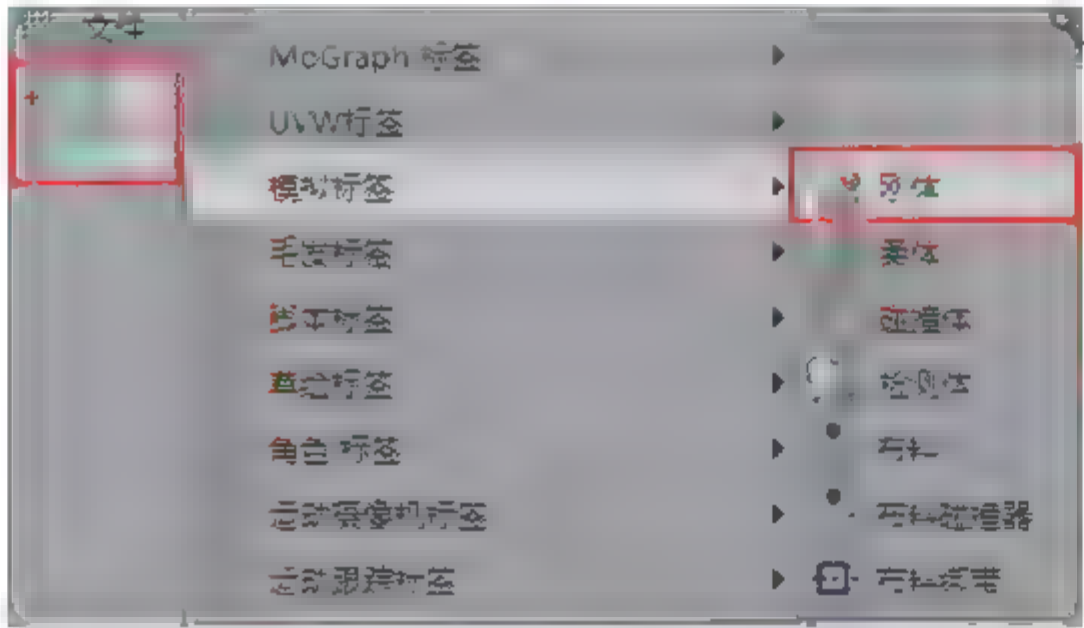 文件
MoGraph 标签
UVW标签
模拟标签
毛发标签
脚本标签
草绘标签
角色 标签
运动摄像机标签
运动跟踪标签
刚体
柔体
碰撞体
检测体
布料
布料碰撞器
布料绑带